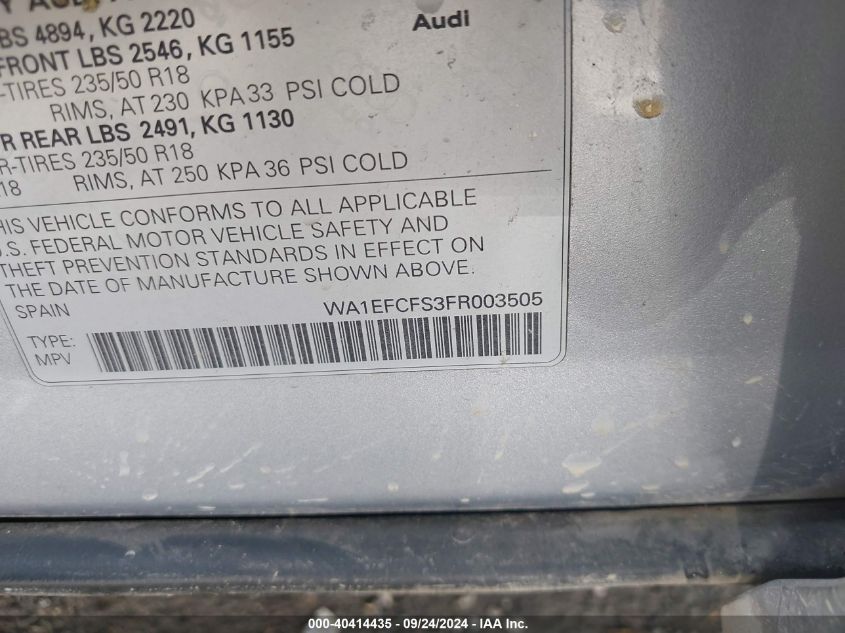 BS 4894, KG 2220
Audi
FRONT LBS 2546, KG 1155
R-TIRES 235/50 R18
RIMS, AT 230 KPA 33 PSI COLD
R REAR LBS 2491, KG 1130
R-TIRES 235/50 R18
18 RIMS, AT 250 KPA 36 PSI COLD
HIS VEHICLE CONFORMS TO ALL APPLICABLE
.S. FEDERAL MOTOR VEHICLE SAFETY AND
THEFT PREVENTION STANDARDS IN EFFECT ON
THE DATE OF MANUFACTURE SHOWN ABOVE.
SPAIN WA1EFCFS3FR003505
TYPE:
MPV
000-40414435 - 09/24/2024 - IAA Inc.